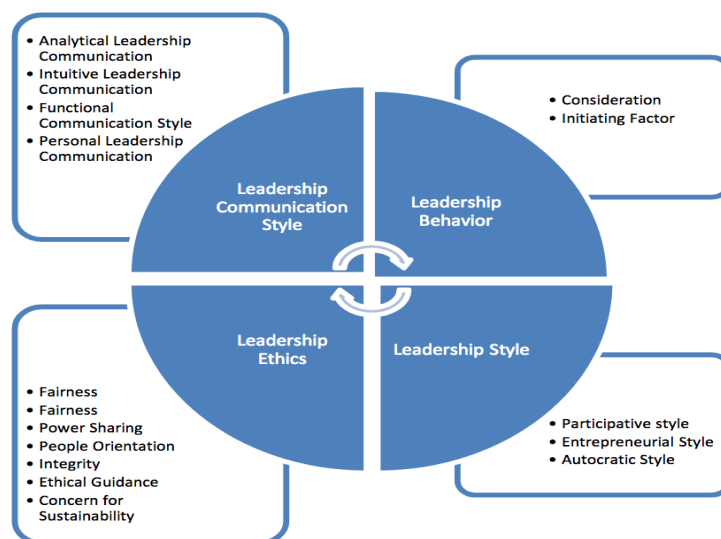 • Analytical Leadership
Communication
• Intuitive Leadership
Communication
• Functional
Communication Style
• Personal Leadership
Communication
• Consideration
• Initiating Factor
Leadership
Communication
Style
Leadership
Behavior
Leadership
Ethics
Leadership Style
• Fairness
• Fairness
• Power Sharing
• People Orientation
• Integrity
• Ethical Guidance
• Concern for
Sustainability
• Participative style
• Entrepreneurial Style
• Autocratic Style